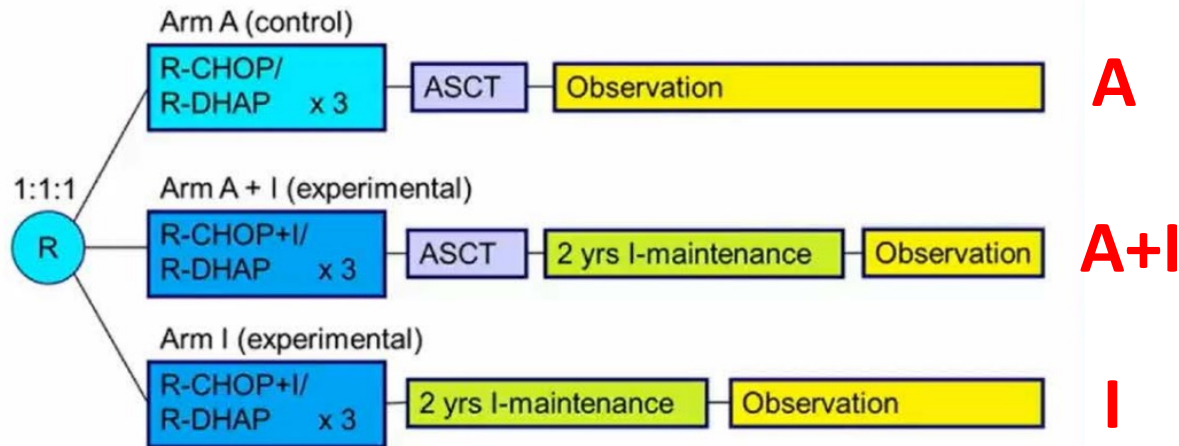 Arm A (control)
R-CHOP/
R-DHAP x 3
ASCT
Observation
A
1:1:1
R
Arm A + I (experimental)
R-CHOP+I/
R-DHAP x 3
ASCT
2 yrs I-maintenance
Observation
A+I
Arm I (experimental)
R-CHOP+I/
R-DHAP x 3
2 yrs I-maintenance
Observation
I